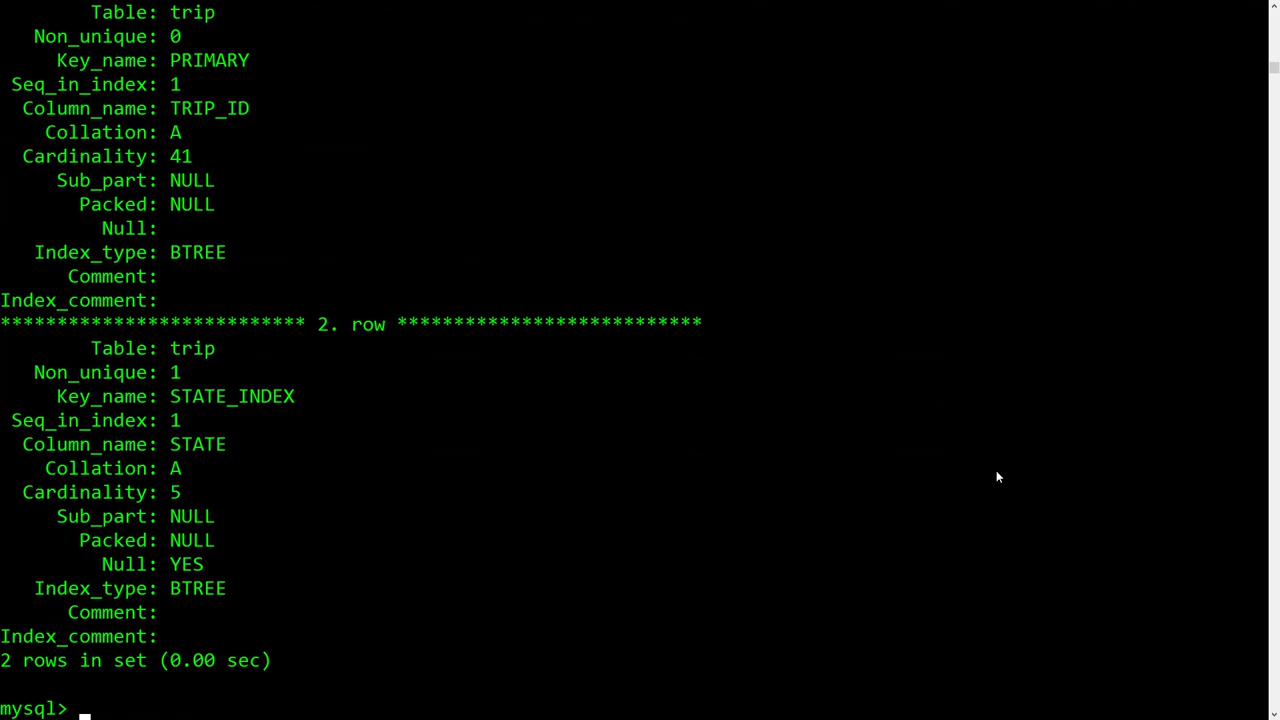 Table: trip
Non_unique: 0
Key_name: PRIMARY
Seq_in_index: 1
Column_name: TRIP_ID
Collation: A
Cardinality: 41
Sub_part: NULL
Packed: NULL
Null:
Index_type: BTREE
Comment:
Index_comment:
*************************** 2. row ***************************
Table: trip
Non_unique: 1
Key_name: STATE_INDEX
Seq_in_index: 1
Column_name: STATE
Collation: A
Cardinality: 5
Sub_part: NULL
Packed: NULL
Null: YES
Index_type: BTREE
Comment:
Index_comment:
2 rows in set (0.00 sec)
mysql>